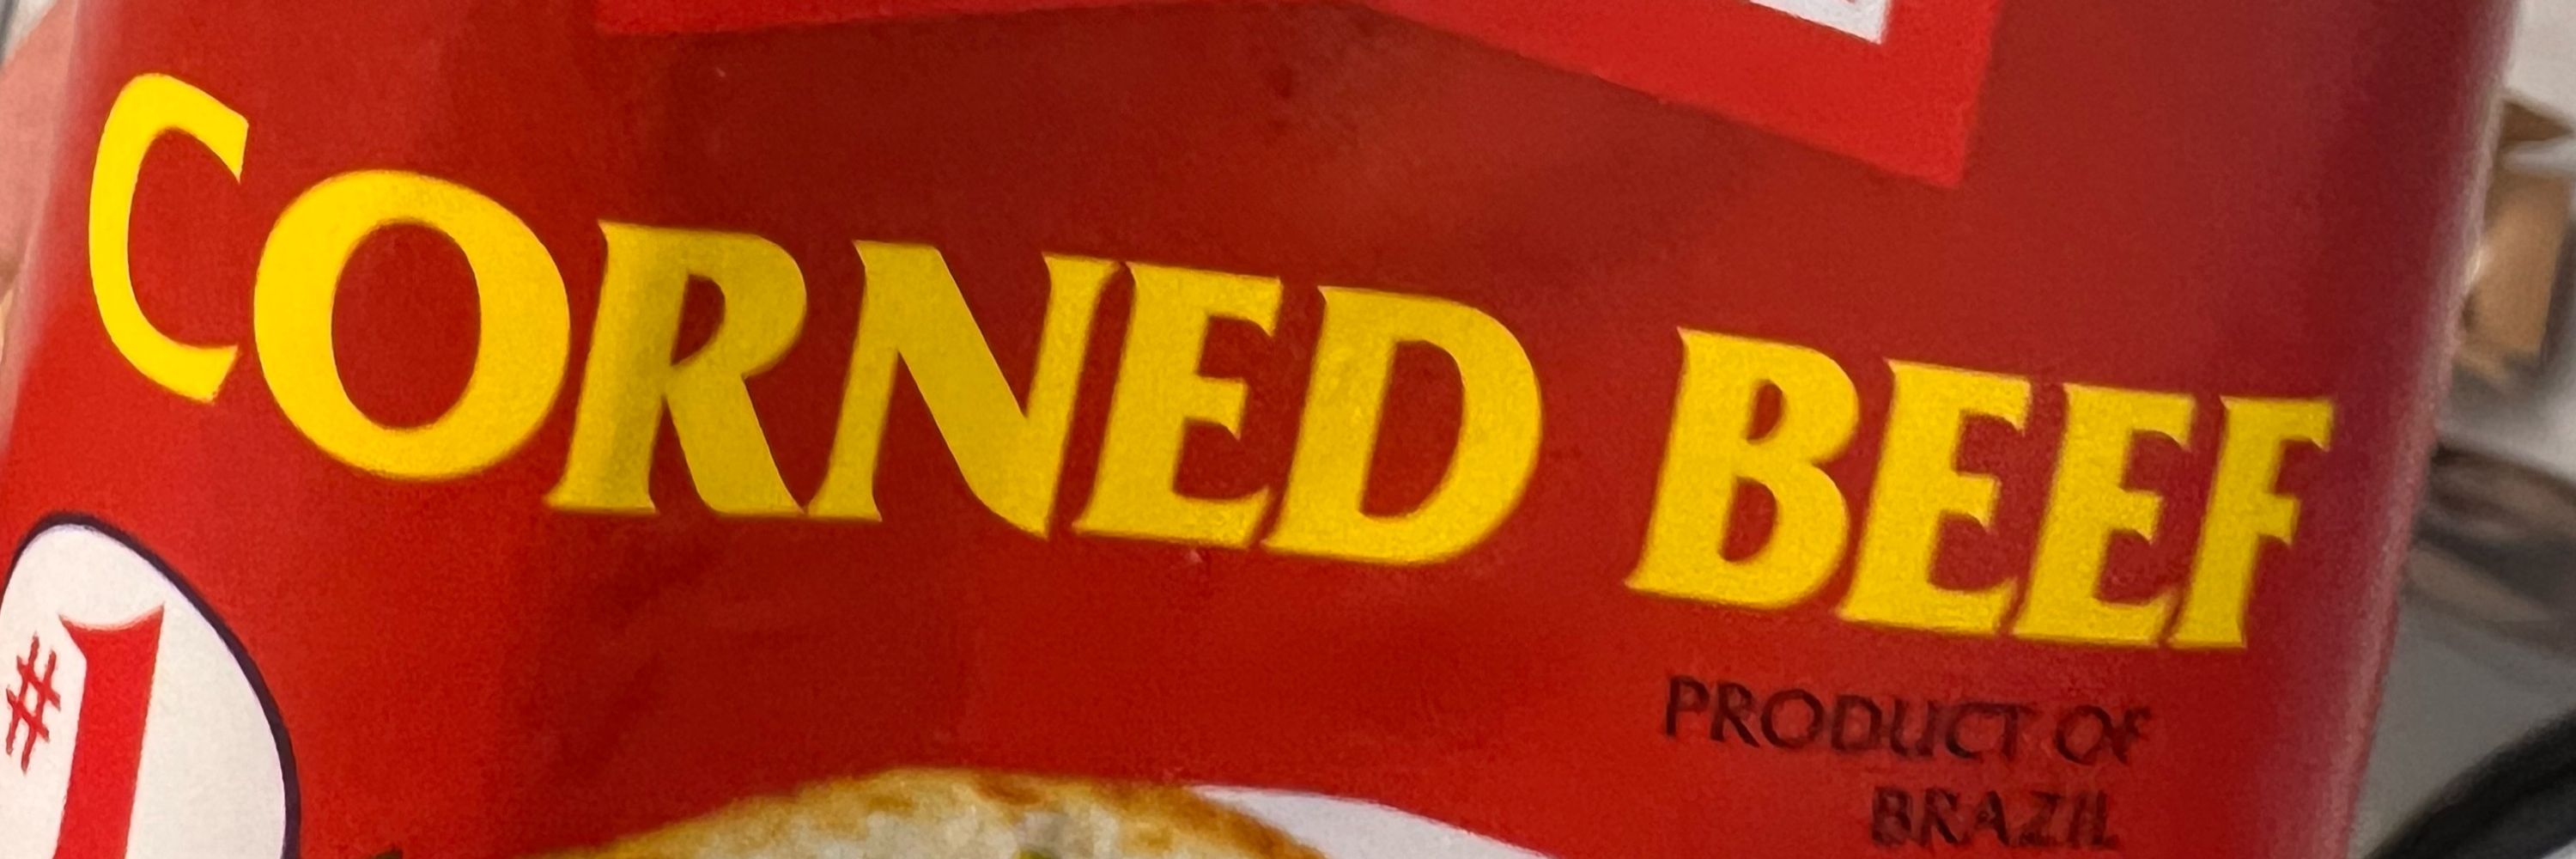 CORNED BEEF
#1
PRODUCT OF
BRAZIL